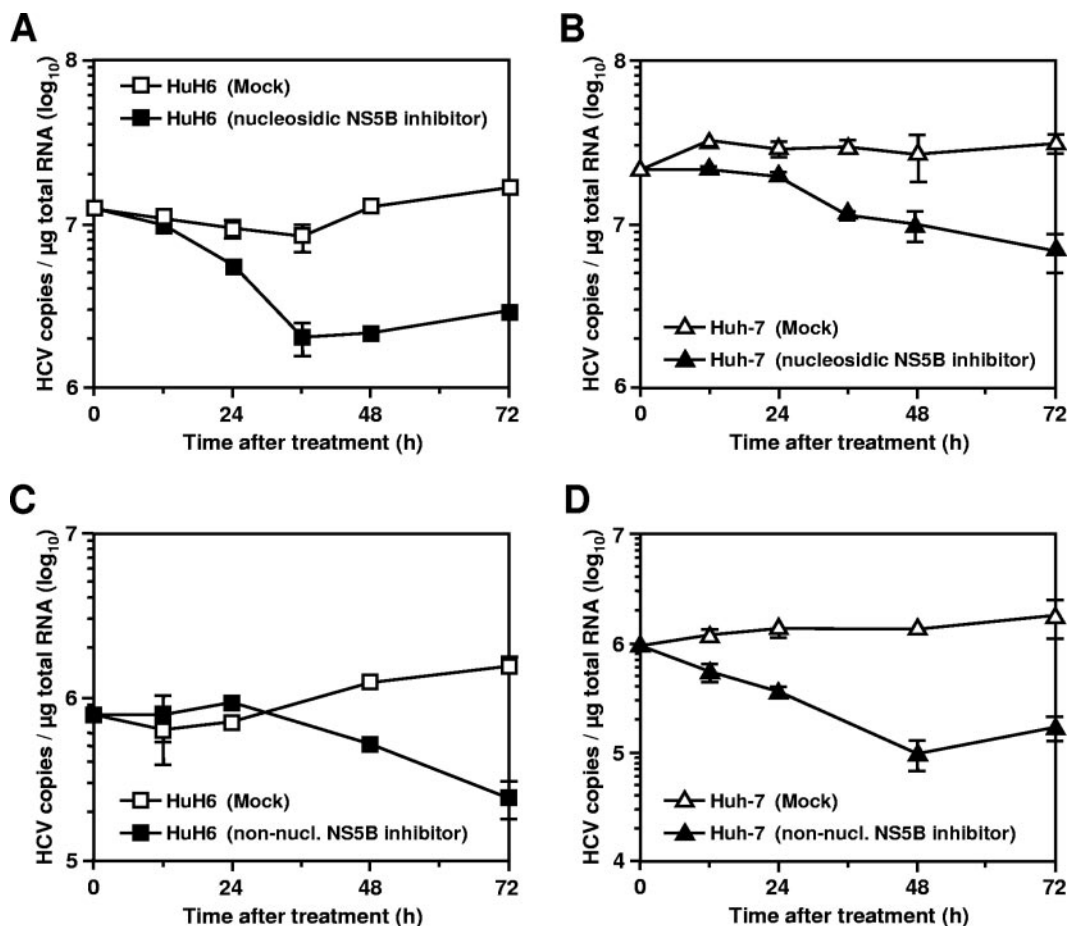 A
HCV copies / µg total RNA (log10)
8
7
6
HuH6 (Mock)
HuH6 (nucleosidic NS5B inhibitor)
0 24 48 72
Time after treatment (h)
B
HCV copies / µg total RNA (log10)
8
7
6
Huh-7 (Mock)
Huh-7 (nucleosidic NS5B inhibitor)
0 24 48 72
Time after treatment (h)
C
HCV copies / µg total RNA (log10)
7
6
5
HuH6 (Mock)
HuH6 (non-nucl. NS5B inhibitor)
0 24 48 72
Time after treatment (h)
D
HCV copies / µg total RNA (log10)
7
6
5
4
Huh-7 (Mock)
Huh-7 (non-nucl. NS5B inhibitor)
0 24 48 72
Time after treatment (h)